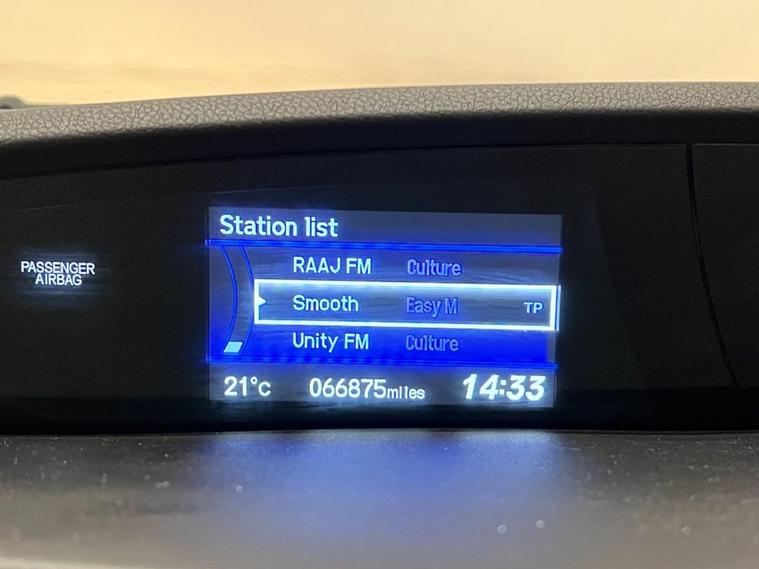 Station list
RAAJ FM Culture
PASSENGER
AIRBAG
Smooth Easy M TP
Unity FM Culture
21°C 066875miles 14:33